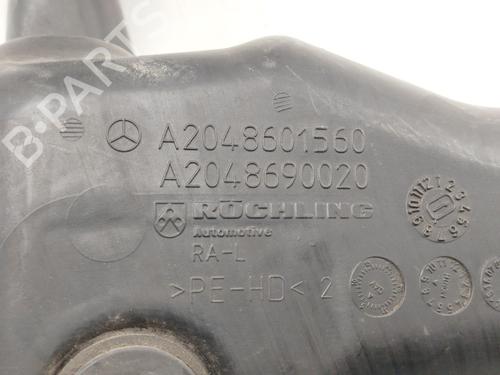 B-Parts
A2048601560
A2048690020
RÖCHLING
Automotive
RA-L
>PE-HD< 2